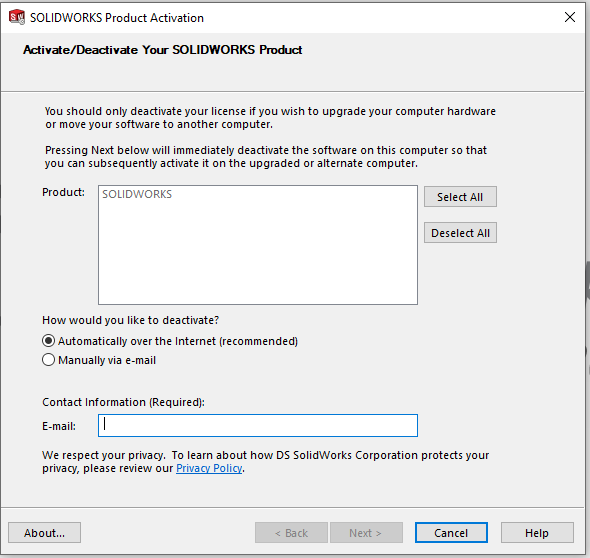 SOLIDWORKS Product Activation
Activate/Deactivate Your SOLIDWORKS Product
You should only deactivate your license if you wish to upgrade your computer hardware
or move your software to another computer.
Pressing Next below will immediately deactivate the software on this computer so that
you can subsequently activate it on the upgraded or alternate computer.
Product:
SOLIDWORKS
Select All
Deselect All
How would you like to deactivate?
Automatically over the Internet (recommended)
Manually via e-mail
Contact Information (Required):
E-mail:
We respect your privacy. To learn about how DS SolidWorks Corporation protects your
privacy, please review our Privacy Policy.
About... < Back Next > Cancel Help